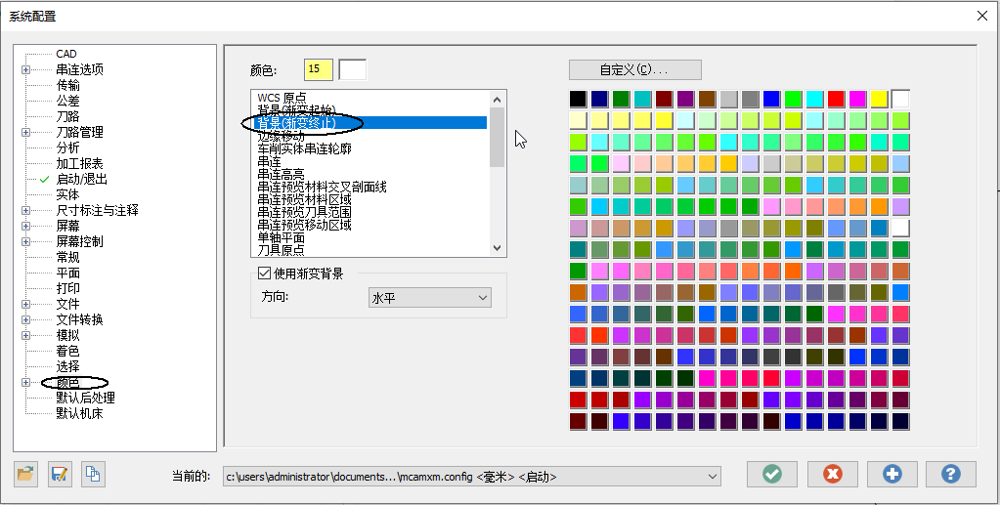 系统配置
CAD
串连选项
传输
公差
刀路
刀路管理
分析
加工报表
启动/退出
实体
尺寸标注与注释
屏幕
屏幕控制
常规
平面
打印
文件
文件转换
模拟
着色
选择
颜色
默认后处理
默认机床
颜色:
15
WCS 原点
背景(渐变起始)
背景(渐变终止)
边缘移动
车削实体串连轮廓
串连
串连高亮
串连预览材料交叉剖面线
串连预览材料区域
串连预览刀具范围
串连预览移动区域
单轴平面
刀具原点
使用渐变背景
方向:
水平
自定义(C)...
当前的:
c:\users\administrator\documents...\mcamxm.config <毫米> <启动>